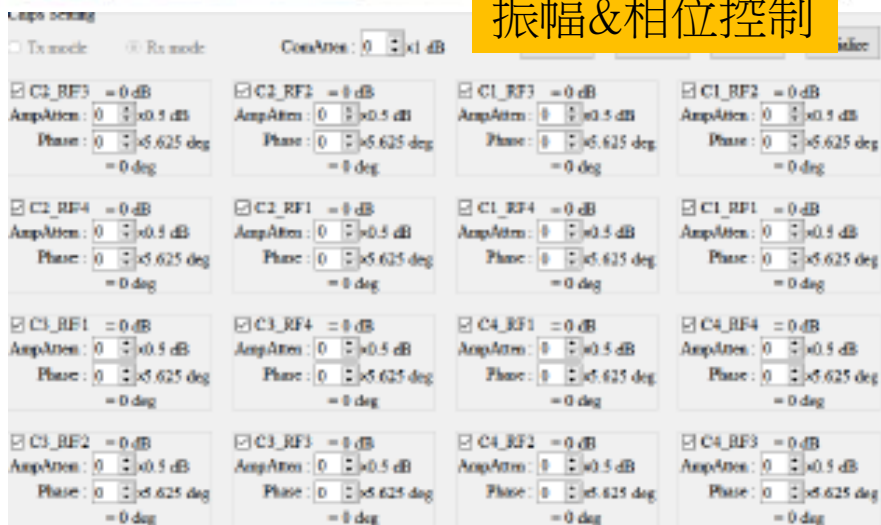 振幅&相位控制
Chips Setting
Tx mode Rx mode ComAtten : 0 x1 dB
C2_RF3 = 0 dB C2_RF2 = 0 dB C1_RF3 = 0 dB C1_RF2 = 0 dB
AmpAtten : 0 x0.5 dB AmpAtten : 0 x0.5 dB AmpAtten : 0 x0.5 dB AmpAtten : 0 x0.5 dB
Phase : 0 x5.625 deg Phase : 0 x5.625 deg Phase : 0 x5.625 deg Phase : 0 x5.625 deg
= 0 deg = 0 deg = 0 deg = 0 deg
C2_RF4 = 0 dB C2_RF1 = 0 dB C1_RF4 = 0 dB C1_RF1 = 0 dB
AmpAtten : 0 x0.5 dB AmpAtten : 0 x0.5 dB AmpAtten : 0 x0.5 dB AmpAtten : 0 x0.5 dB
Phase : 0 x5.625 deg Phase : 0 x5.625 deg Phase : 0 x5.625 deg Phase : 0 x5.625 deg
= 0 deg = 0 deg = 0 deg = 0 deg
C3_RF1 = 0 dB C3_RF4 = 0 dB C4_RF1 = 0 dB C4_RF4 = 0 dB
AmpAtten : 0 x0.5 dB AmpAtten : 0 x0.5 dB AmpAtten : 0 x0.5 dB AmpAtten : 0 x0.5 dB
Phase : 0 x5.625 deg Phase : 0 x5.625 deg Phase : 0 x5.625 deg Phase : 0 x5.625 deg
= 0 deg = 0 deg = 0 deg = 0 deg
C3_RF2 = 0 dB C3_RF3 = 0 dB C4_RF2 = 0 dB C4_RF3 = 0 dB
AmpAtten : 0 x0.5 dB AmpAtten : 0 x0.5 dB AmpAtten : 0 x0.5 dB AmpAtten : 0 x0.5 dB
Phase : 0 x5.625 deg Phase : 0 x5.625 deg Phase : 0 x5.625 deg Phase : 0 x5.625 deg
= 0 deg = 0 deg = 0 deg = 0 deg